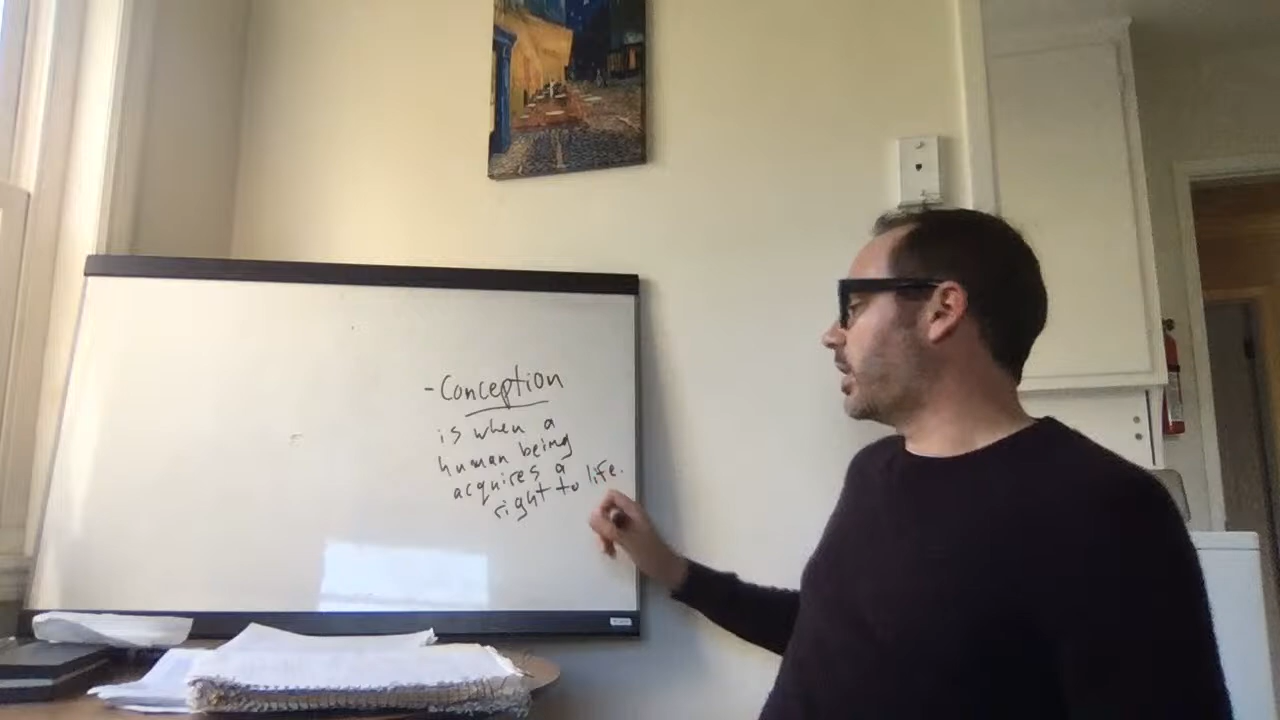 - Conception
is when a
human being
acquires a
right to life.